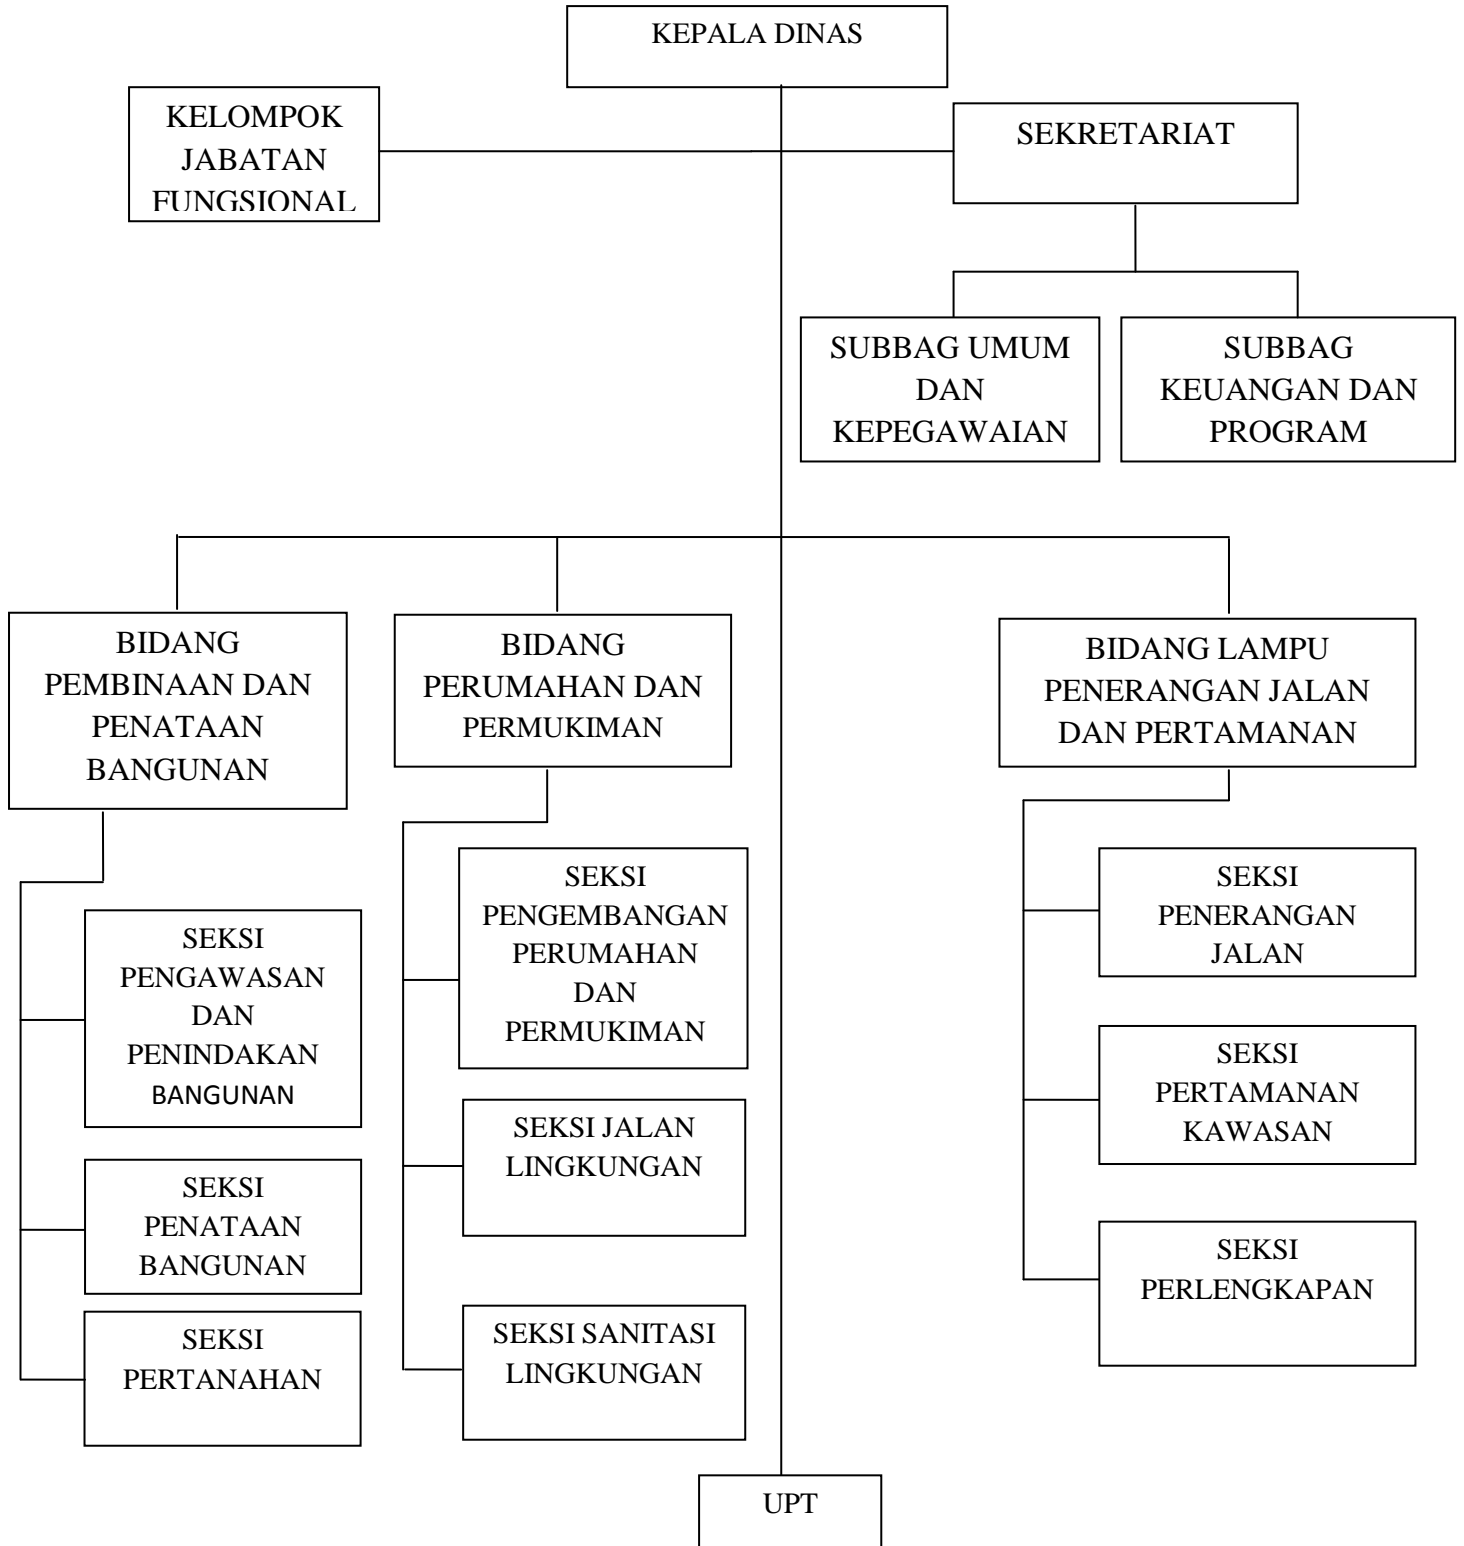 KEPALA DINAS
KELOMPOK
JABATAN
FUNGSIONAL
SEKRETARIAT
SUBBAG UMUM
DAN
KEPEGAWAIAN
SUBBAG
KEUANGAN DAN
PROGRAM
BIDANG
PEMBINAAN DAN
PENATAAN
BANGUNAN
BIDANG
PERUMAHAN DAN
PERMUKIMAN
BIDANG LAMPU
PENERANGAN JALAN
DAN PERTAMANAN
SEKSI
PENGAWASAN
DAN
PENINDAKAN
BANGUNAN
SEKSI
PENATAAN
BANGUNAN
SEKSI
PERTANAHAN
SEKSI
PENGEMBANGAN
PERUMAHAN
DAN
PERMUKIMAN
SEKSI JALAN
LINGKUNGAN
SEKSI SANITASI
LINGKUNGAN
SEKSI
PENERANGAN
JALAN
SEKSI
PERTAMANAN
KAWASAN
SEKSI
PERLENGKAPAN
UPT